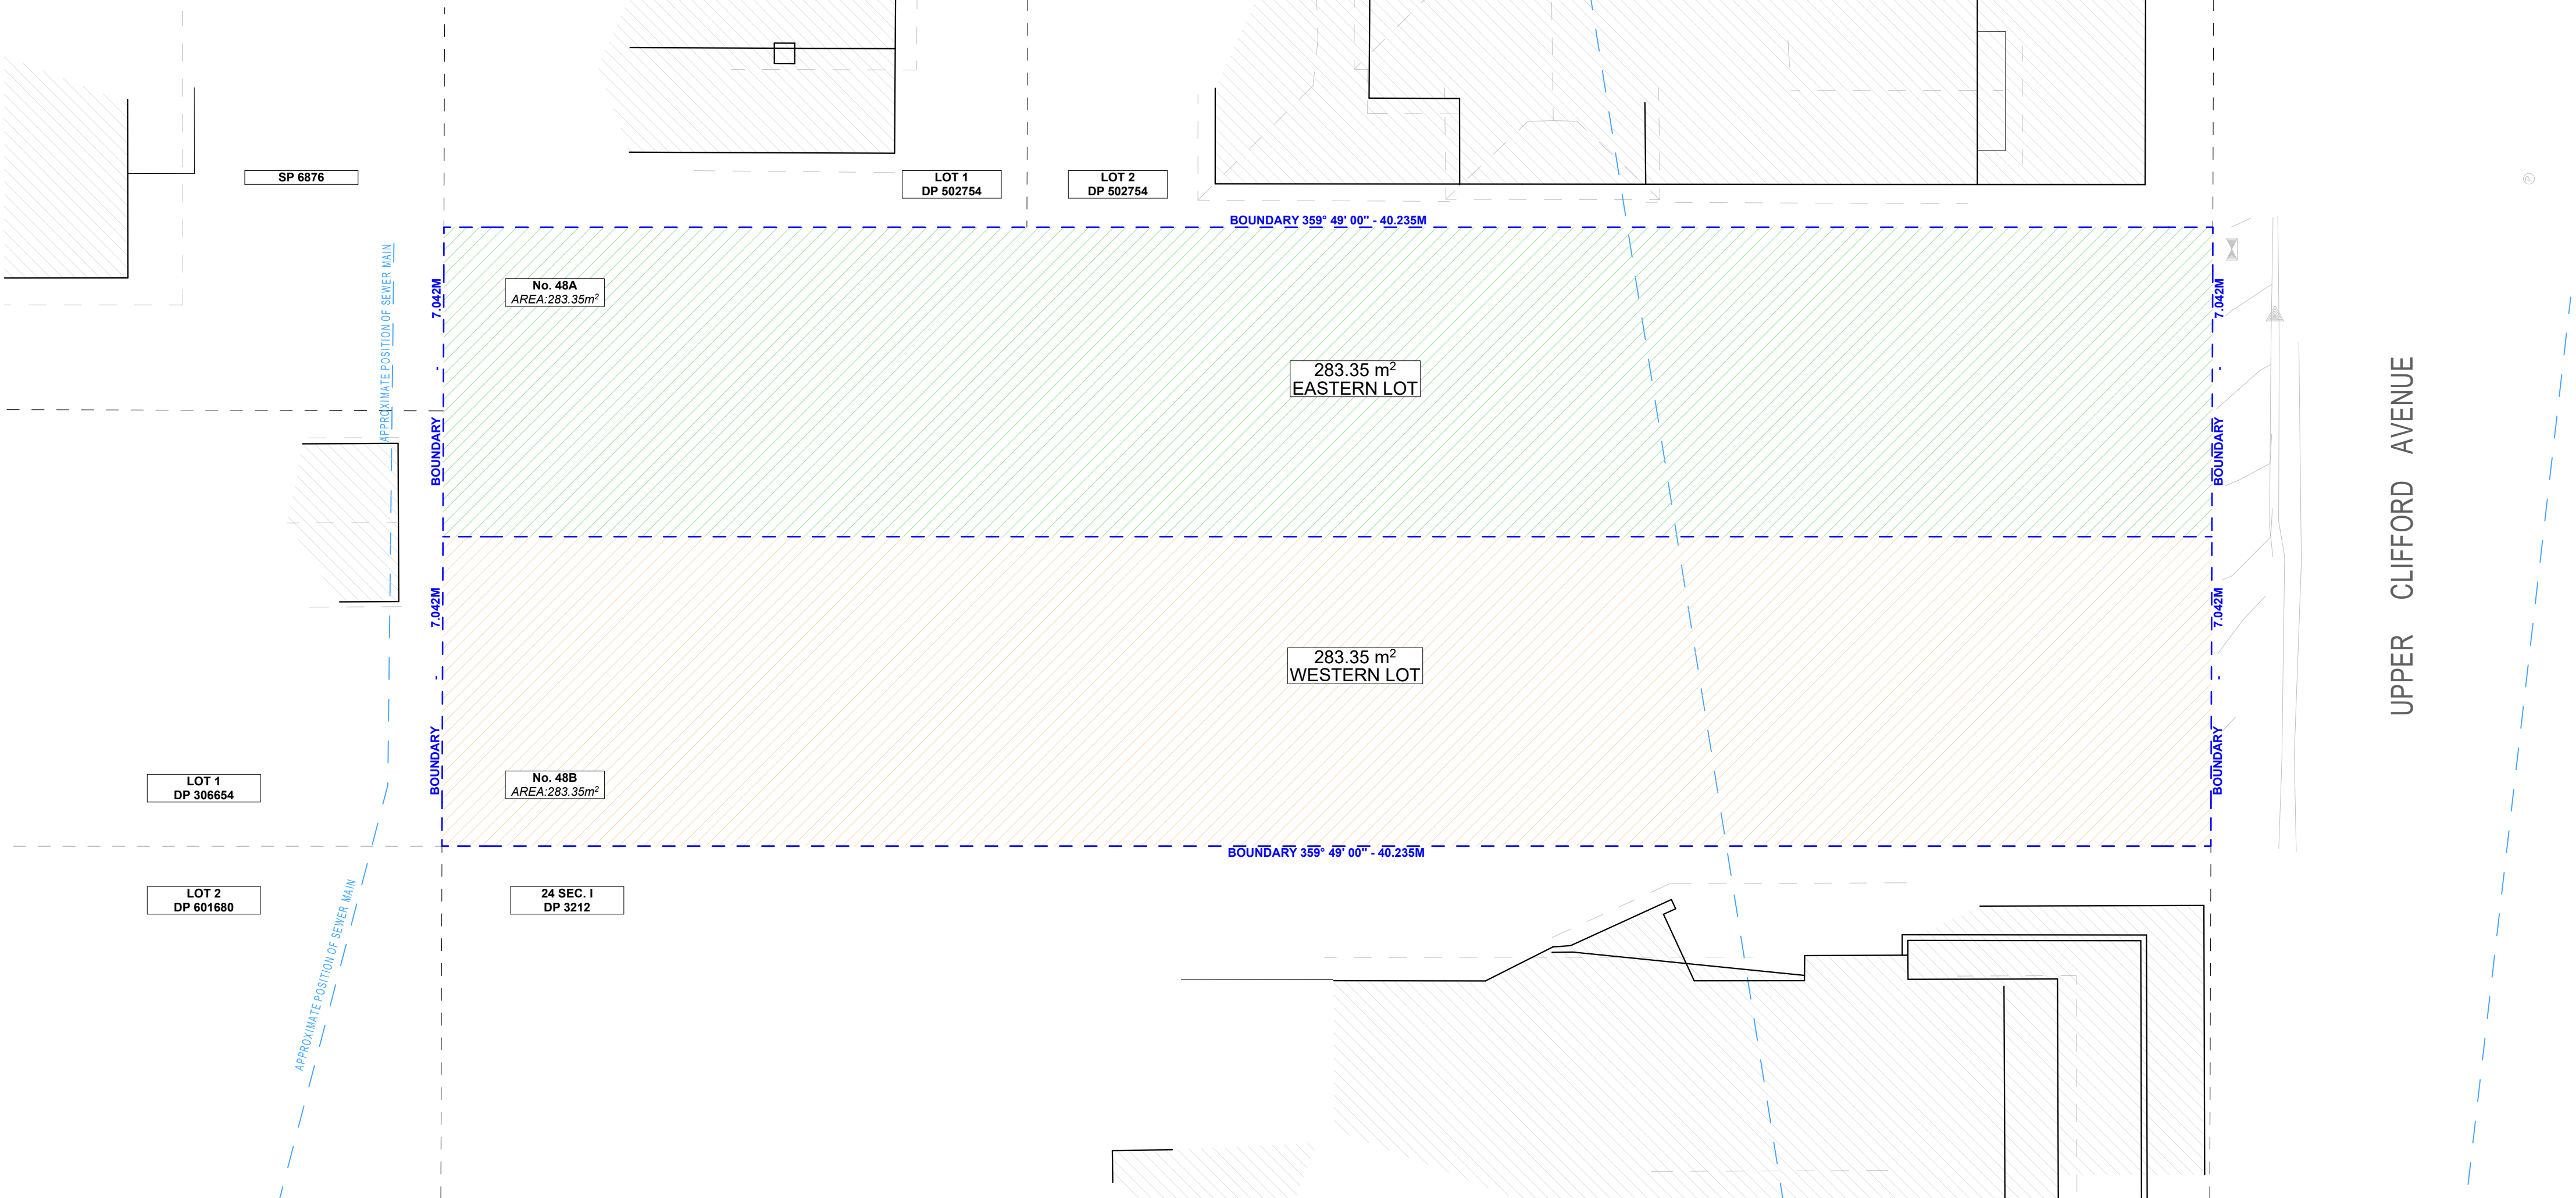 SP 6876
LOT 1
DP 502754
LOT 2
DP 502754
BOUNDARY 359° 49' 00" - 40.235M
APPROXIMATE POSITION OF SEWER MAIN
BOUNDARY - 7.042M
No. 48A
AREA:283.35m²
283.35 m²
EASTERN LOT
BOUNDARY - 7.042M
UPPER CLIFFORD AVENUE
BOUNDARY - 7.042M
283.35 m²
WESTERN LOT
BOUNDARY - 7.042M
LOT 1
DP 306654
No. 48B
AREA:283.35m²
BOUNDARY 359° 49' 00" - 40.235M
LOT 2
DP 601680
24 SEC. I
DP 3212
APPROXIMATE POSITION OF SEWER MAIN